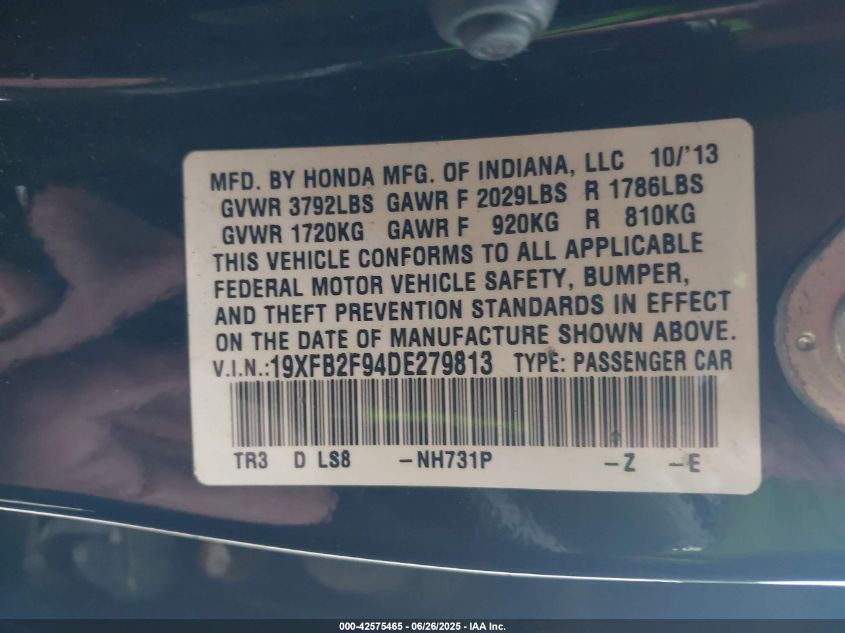 MFD. BY HONDA MFG. OF INDIANA, LLC 10/'13
GVWR 3792LBS GAWR F 2029LBS R 1786LBS
GVWR 1720KG GAWR F 920KG R 810KG
THIS VEHICLE CONFORMS TO ALL APPLICABLE
FEDERAL MOTOR VEHICLE SAFETY, BUMPER,
AND THEFT PREVENTION STANDARDS IN EFFECT
ON THE DATE OF MANUFACTURE SHOWN ABOVE.
V.I.N.:19XFB2F94DE279813 TYPE: PASSENGER CAR
TR3 D LS8 -NH731P -Z -E
000-42575465 - 06/26/2025 - IAA Inc.